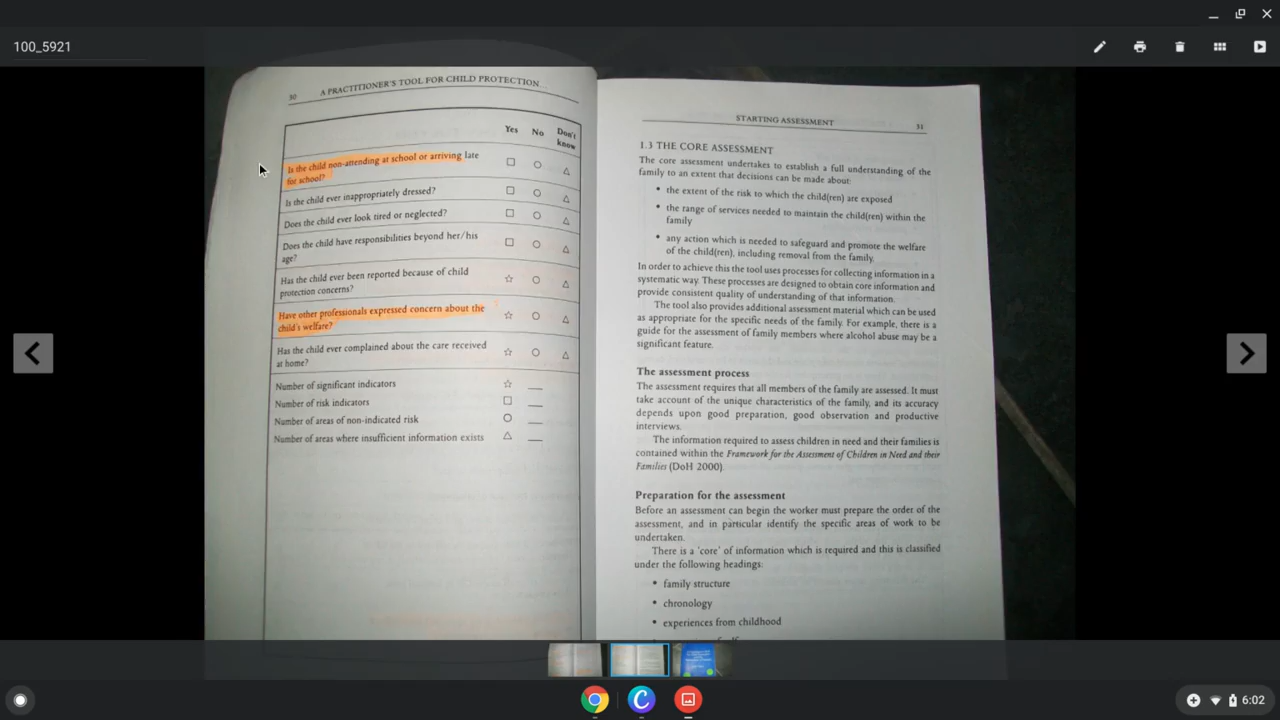 100_5921
30 A PRACTITIONER'S TOOL FOR CHILD PROTECTION...
Yes No Don't
know
Is the child non-attending at school or arriving late
for school?
Is the child ever inappropriately dressed?
Does the child ever look tired or neglected?
Does the child have responsibilities beyond her/his
age?
Has the child ever been reported because of child
protection concerns?
Have other professionals expressed concern about the
child's welfare?
Has the child ever complained about the care received
at home?
Number of significant indicators
Number of risk indicators
Number of areas of non-indicated risk
Number of areas where insufficient information exists
STARTING ASSESSMENT 31
1.3 THE CORE ASSESSMENT
The core assessment undertakes to establish a full understanding of the
family to an extent that decisions can be made about:
• the extent of the risk to which the child(ren) are exposed
• the range of services needed to maintain the child(ren) within the
family
• any action which is needed to safeguard and promote the welfare
of the child(ren), including removal from the family.
In order to achieve this the tool uses processes for collecting information in a
systematic way. These processes are designed to obtain core information and
provide consistent quality of understanding of that information.
The tool also provides additional assessment material which can be used
as appropriate for the specific needs of the family. For example, there is a
guide for the assessment of family members where alcohol abuse may be a
significant feature.
The assessment process
The assessment requires that all members of the family are assessed. It must
take account of the unique characteristics of the family, and its accuracy
depends upon good preparation, good observation and productive
interviews.
The information required to assess children in need and their families is
contained within the Framework for the Assessment of Children in Need and their
Families (DoH 2000).
Preparation for the assessment
Before an assessment can begin the worker must prepare the order of the
assessment, and in particular identify the specific areas of work to be
undertaken.
There is a 'core' of information which is required and this is classified
under the following headings:
• family structure
• chronology
• experiences from childhood
6:02